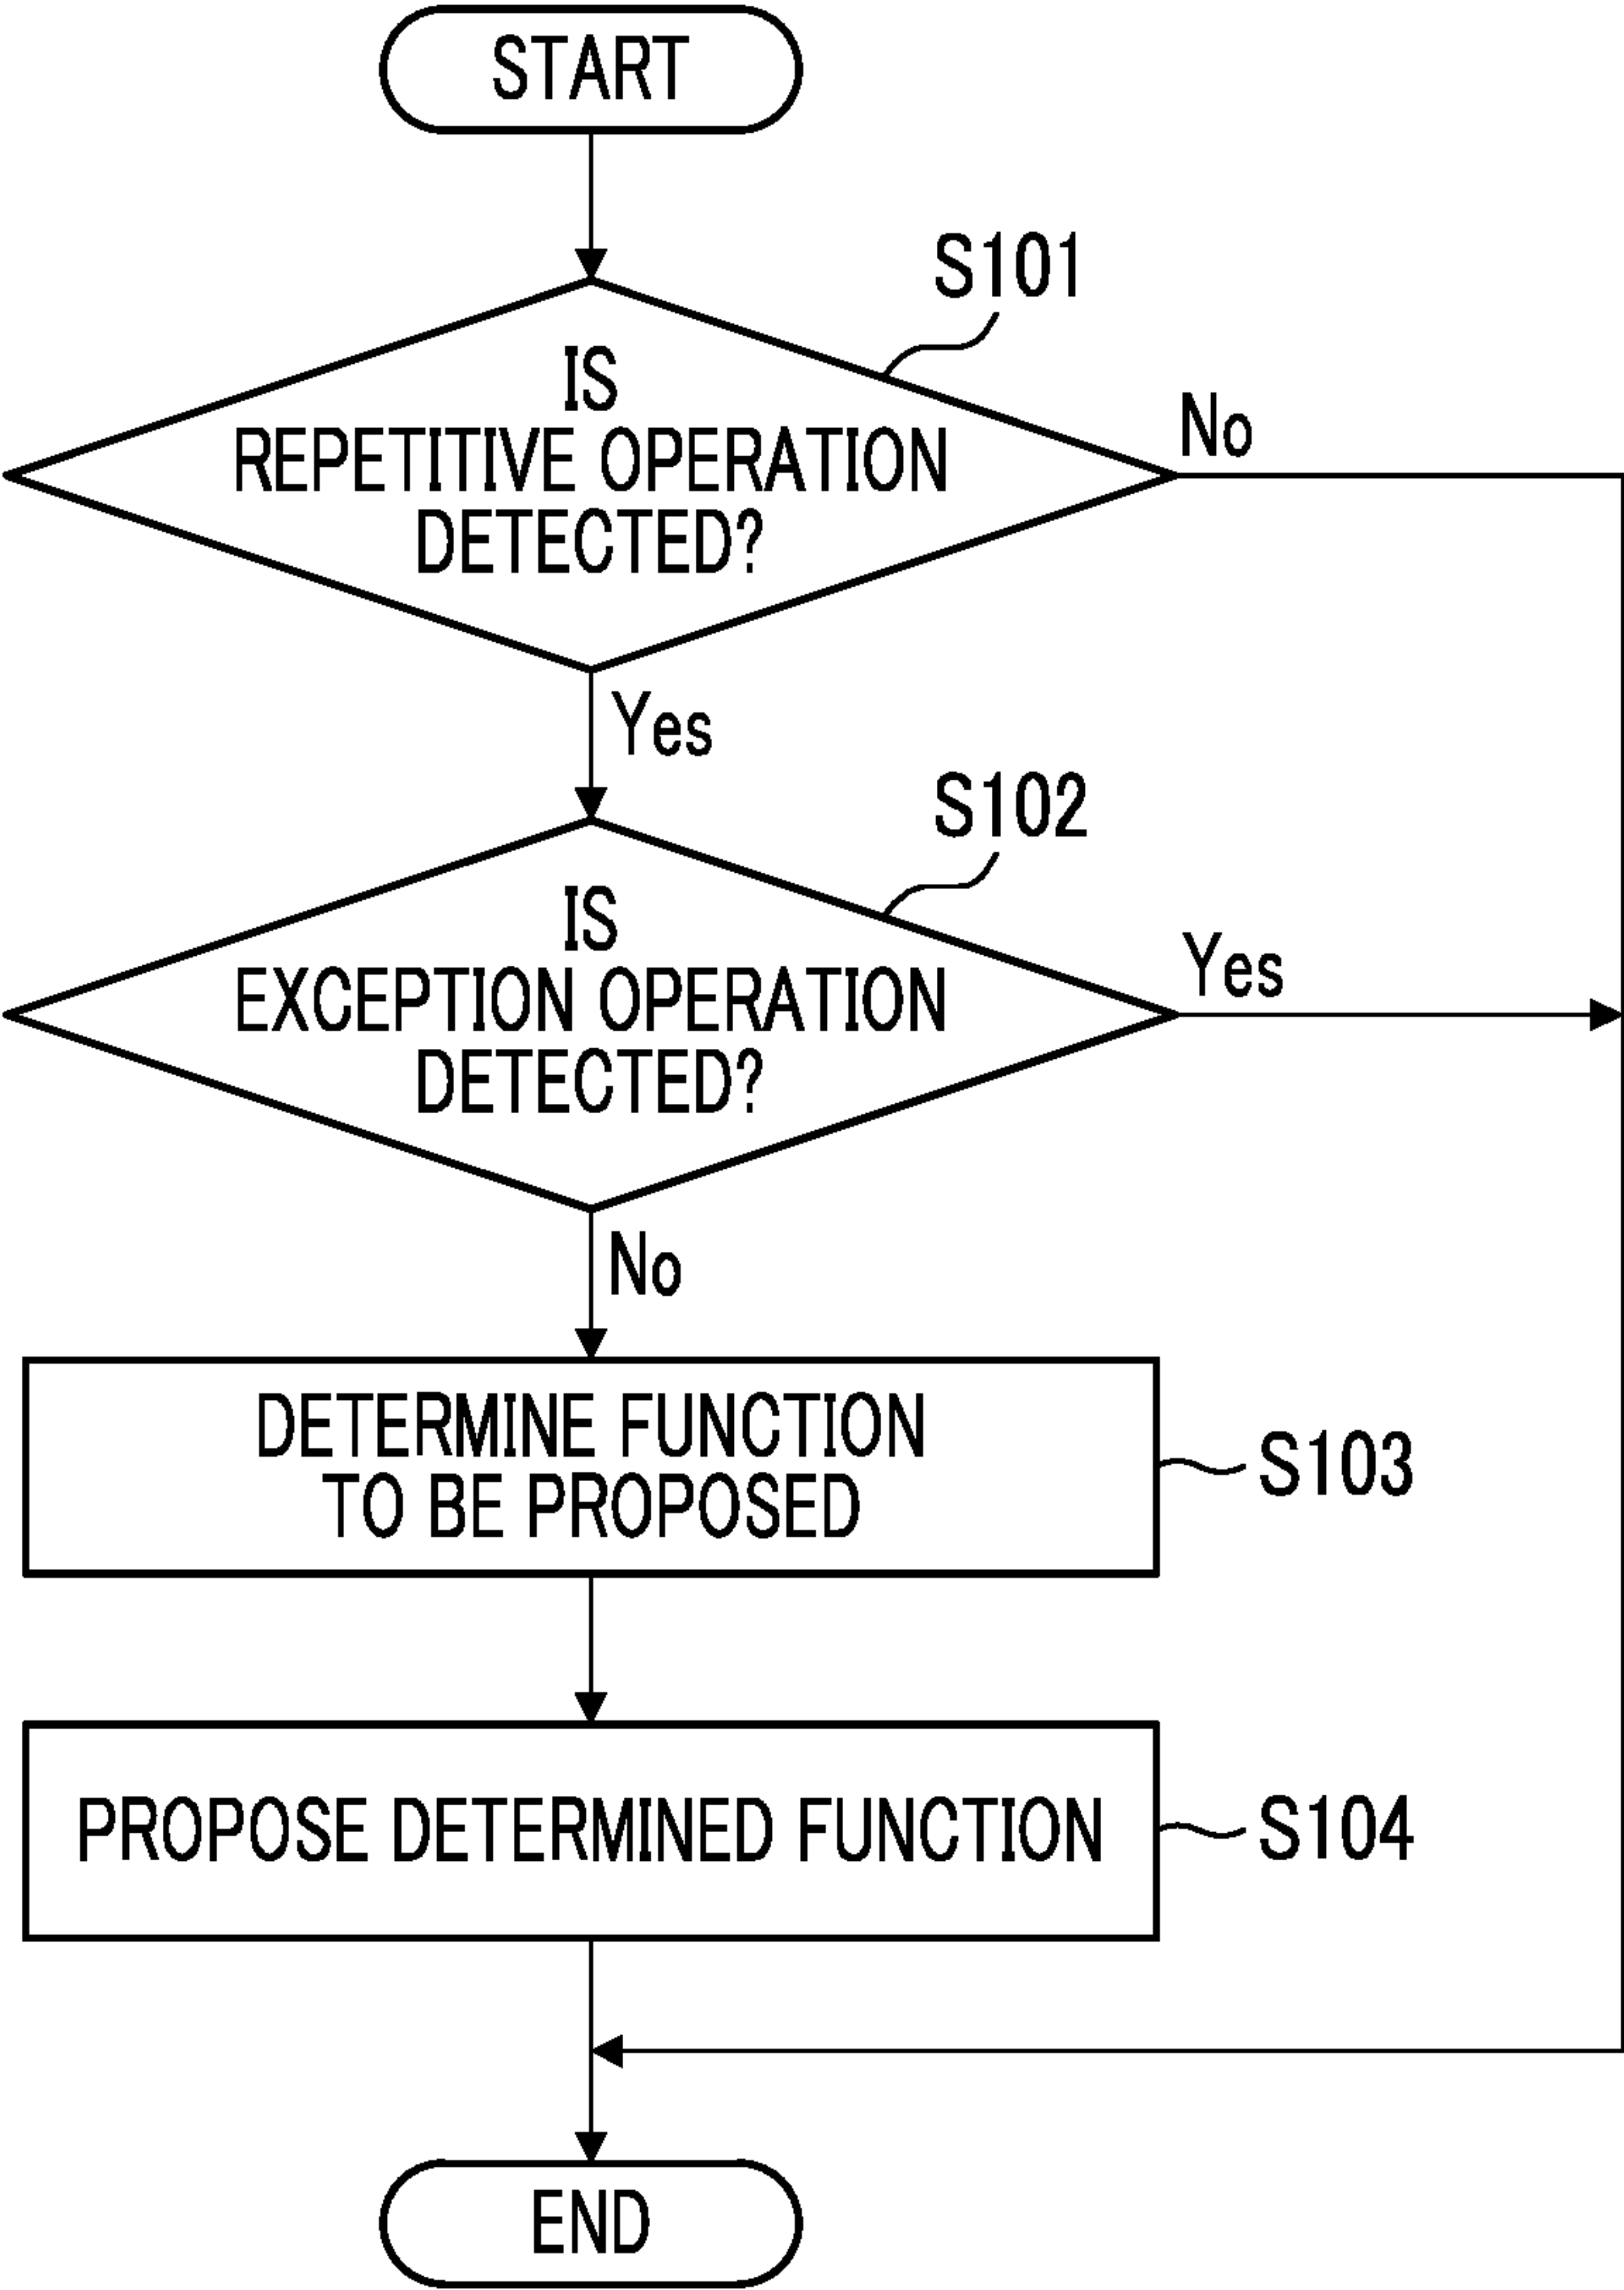 START
S101
IS
REPETITIVE OPERATION
DETECTED?
No
Yes
S102
IS
EXCEPTION OPERATION
DETECTED?
Yes
No
DETERMINE FUNCTION
TO BE PROPOSED
S103
PROPOSE DETERMINED FUNCTION
S104
END